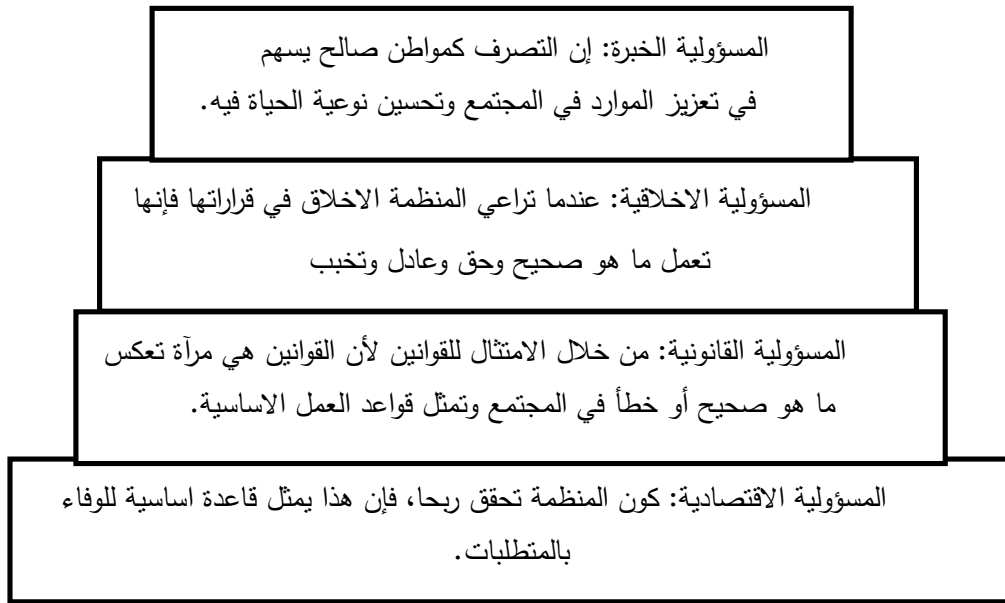 المسؤولية الخبرة: إن التصرف كمواطن صالح يسهم
في تعزيز الموارد في المجتمع وتحسين نوعية الحياة فيه.
المسؤولية الاخلاقية: عندما تراعي المنظمة الاخلاق في قراراتها فإنها
تعمل ما هو صحيح وحق وعادل وتخبب
المسؤولية القانونية: من خلال الامتثال للقوانين لأن القوانين هي مرآة تعكس
ما هو صحيح أو خطأ في المجتمع وتمثل قواعد العمل الاساسية.
المسؤولية الاقتصادية: كون المنظمة تحقق ربحا، فإن هذا يمثل قاعدة اساسية للوفاء
بالمتطلبات.